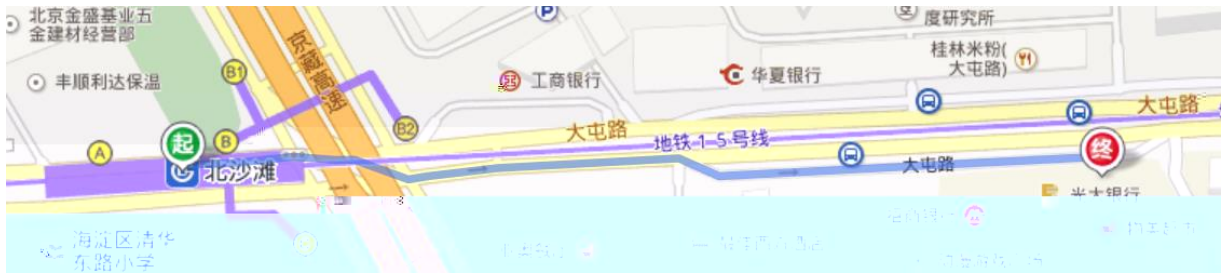 北京金盛基业五
金建材经营部
P
度研究所
桂林米粉(
大屯路)
京藏高速
B1
丰顺利达保温
工商银行
华夏银行
大屯路
B2
大屯路
起
B
A
地铁15号线
终
北沙滩
大屯路
光大银行
海淀区清华
东路小学